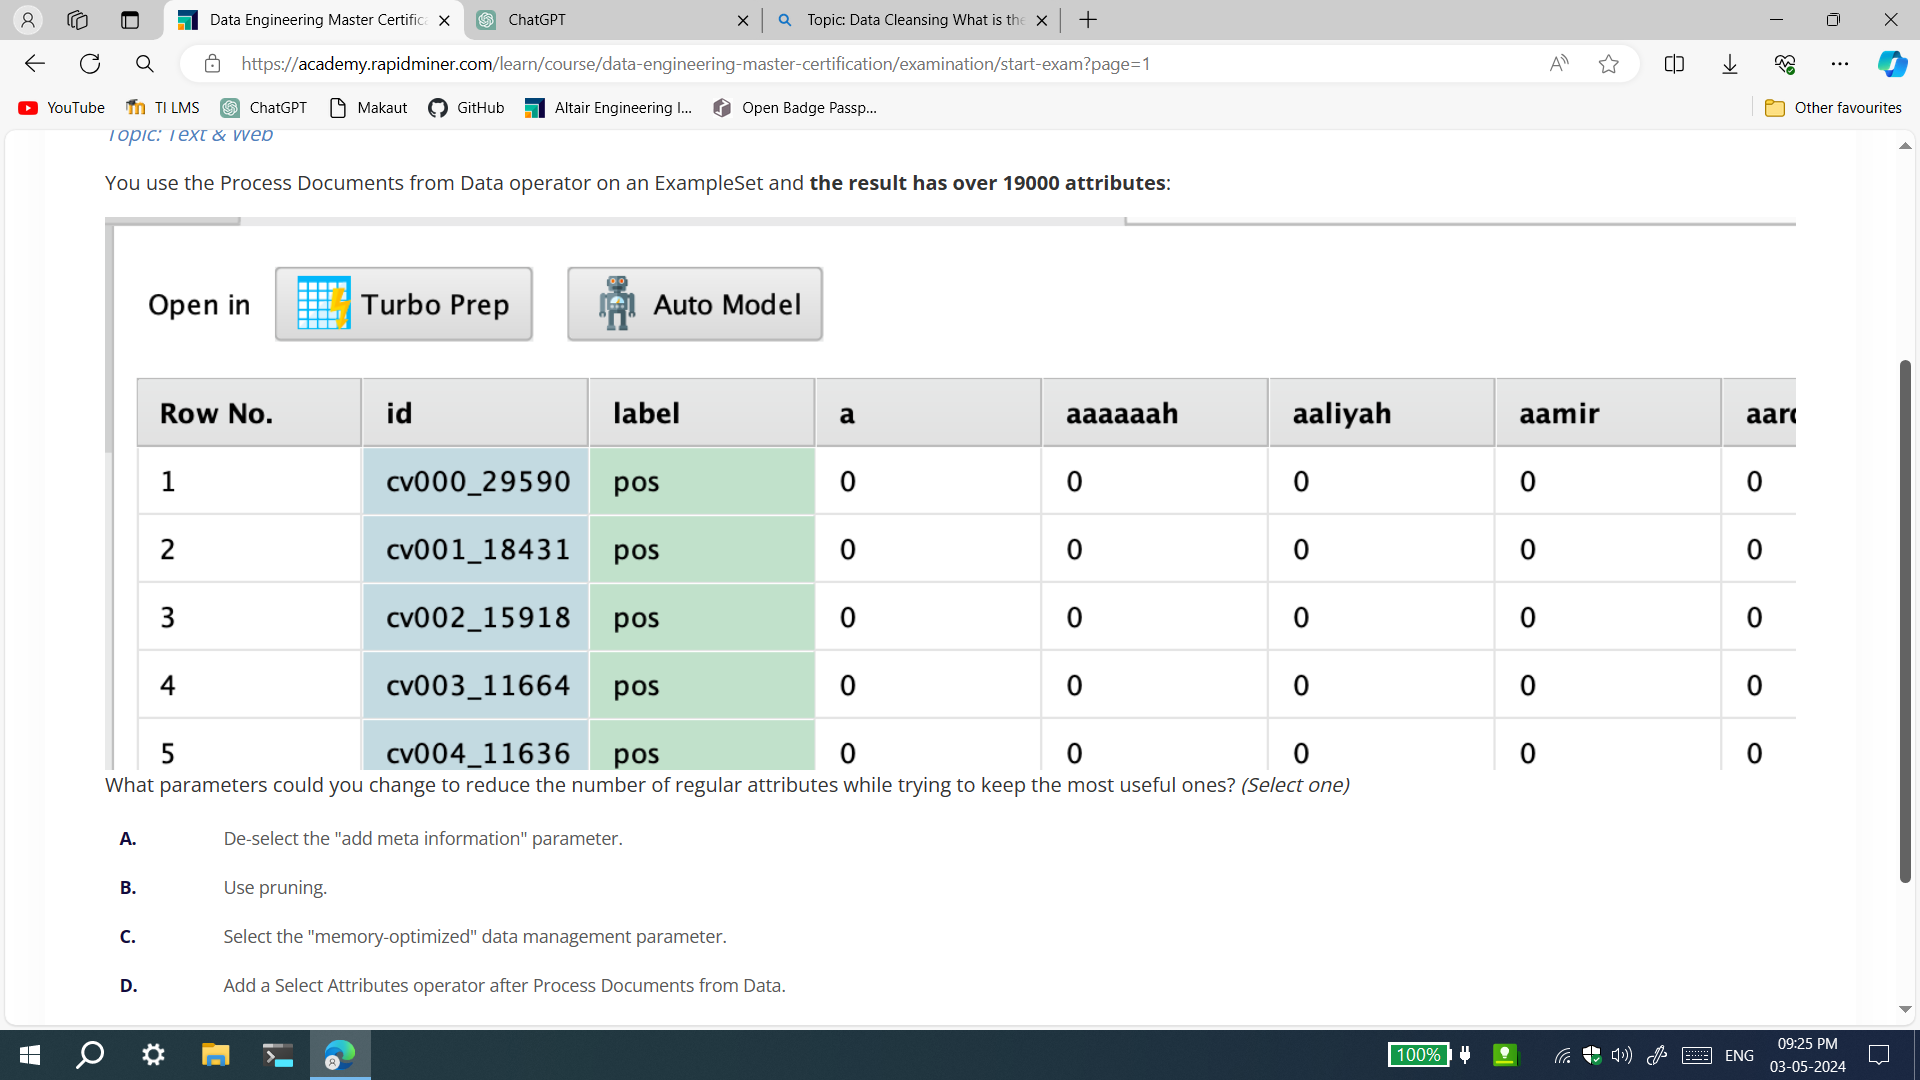 Data Engineering Master Certific
ChatGPT
Topic: Data Cleansing What is the
https://academy.rapidminer.com/learn/course/data-engineering-master-certification/examination/start-exam?page=1
YouTube
TI LMS
ChatGPT
Makaut
GitHub
Altair Engineering I...
Open Badge Passp...
Other favourites
Topic: Text & Web
You use the Process Documents from Data operator on an ExampleSet and the result has over 19000 attributes:
Open in Turbo Prep Auto Model
Row No. id label a aaaaaah aaliyah aamir aard
1 cv000_29590 pos 0 0 0 0 0
2 cv001_18431 pos 0 0 0 0 0
3 cv002_15918 pos 0 0 0 0 0
4 cv003_11664 pos 0 0 0 0 0
5 cv004_11636 pos 0 0 0 0 0
What parameters could you change to reduce the number of regular attributes while trying to keep the most useful ones? (Select one)
A. De-select the "add meta information" parameter.
B. Use pruning.
C. Select the "memory-optimized" data management parameter.
D. Add a Select Attributes operator after Process Documents from Data.
100%
ENG
09:25 PM
03-05-2024